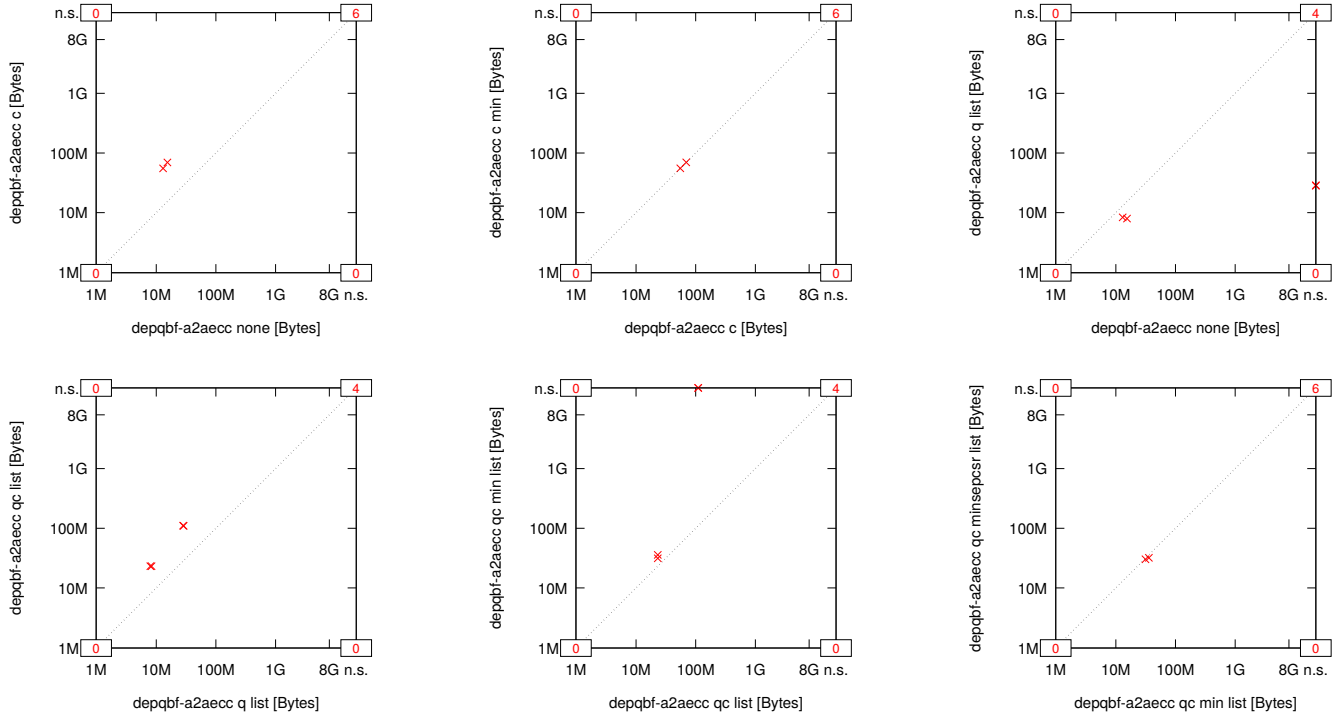 n.s. 0 6
8G
1G
100M
10M
1M 0 0
1M 10M 100M 1G 8G n.s.
depqbf-a2aecc c [Bytes]
depqbf-a2aecc none [Bytes]
n.s. 0 6
8G
1G
100M
10M
1M 0 0
1M 10M 100M 1G 8G n.s.
depqbf-a2aecc c min [Bytes]
depqbf-a2aecc c [Bytes]
n.s. 0 4
8G
1G
100M
10M
1M 0 0
1M 10M 100M 1G 8G n.s.
depqbf-a2aecc q list [Bytes]
depqbf-a2aecc none [Bytes]
n.s. 0 4
8G
1G
100M
10M
1M 0 0
1M 10M 100M 1G 8G n.s.
depqbf-a2aecc qc list [Bytes]
depqbf-a2aecc q list [Bytes]
n.s. 0 4
8G
1G
100M
10M
1M 0 0
1M 10M 100M 1G 8G n.s.
depqbf-a2aecc qc min list [Bytes]
depqbf-a2aecc qc list [Bytes]
n.s. 0 6
8G
1G
100M
10M
1M 0 0
1M 10M 100M 1G 8G n.s.
depqbf-a2aecc qc minsepcsr list [Bytes]
depqbf-a2aecc qc min list [Bytes]